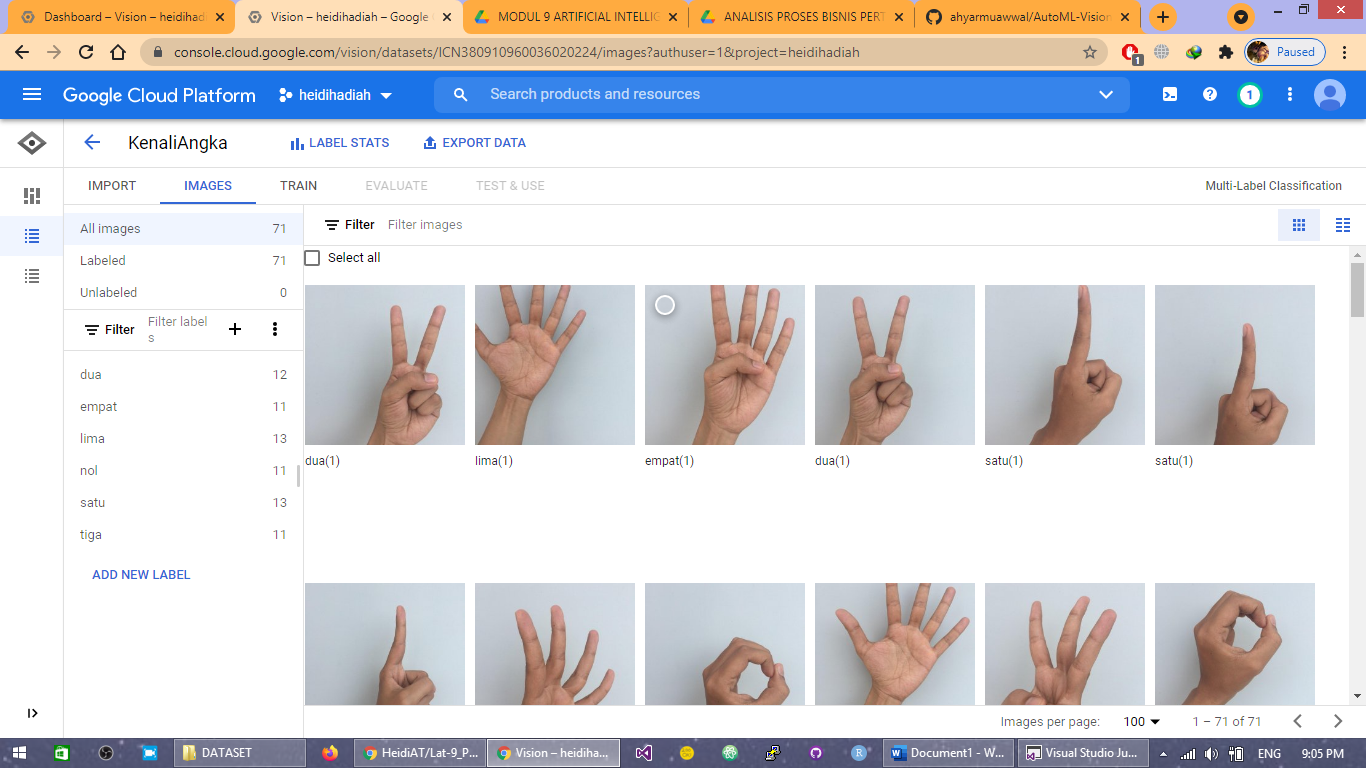 Dashboard – Vision – heidihadi
Vision – heidihadiah – Google
MODUL 9 ARTIFICIAL INTELLIG
ANALISIS PROSES BISNIS PERT
ahyarmuawwal/AutoML-Vision
console.cloud.google.com/vision/datasets/ICN380910960036020224/images?authuser=1&project=heidihadiah
1
Paused
Google Cloud Platform
heidihadiah
Search products and resources
1
KenaliAngka
LABEL STATS
EXPORT DATA
IMPORT
IMAGES
TRAIN
EVALUATE
TEST & USE
Multi-Label Classification
All images 71
Labeled 71
Unlabeled 0
Filter
Filter label
s
dua 12
empat 11
lima 13
nol 11
satu 13
tiga 11
ADD NEW LABEL
Filter
Filter images
Select all
dua(1)
lima(1)
empat(1)
dua(1)
satu(1)
satu(1)
Images per page:
100
1 – 71 of 71
DATASET
HeidiAT/Lat-9_P...
Vision – heidiha...
R
Document1 - W...
Visual Studio Ju...
ENG
9:05 PM